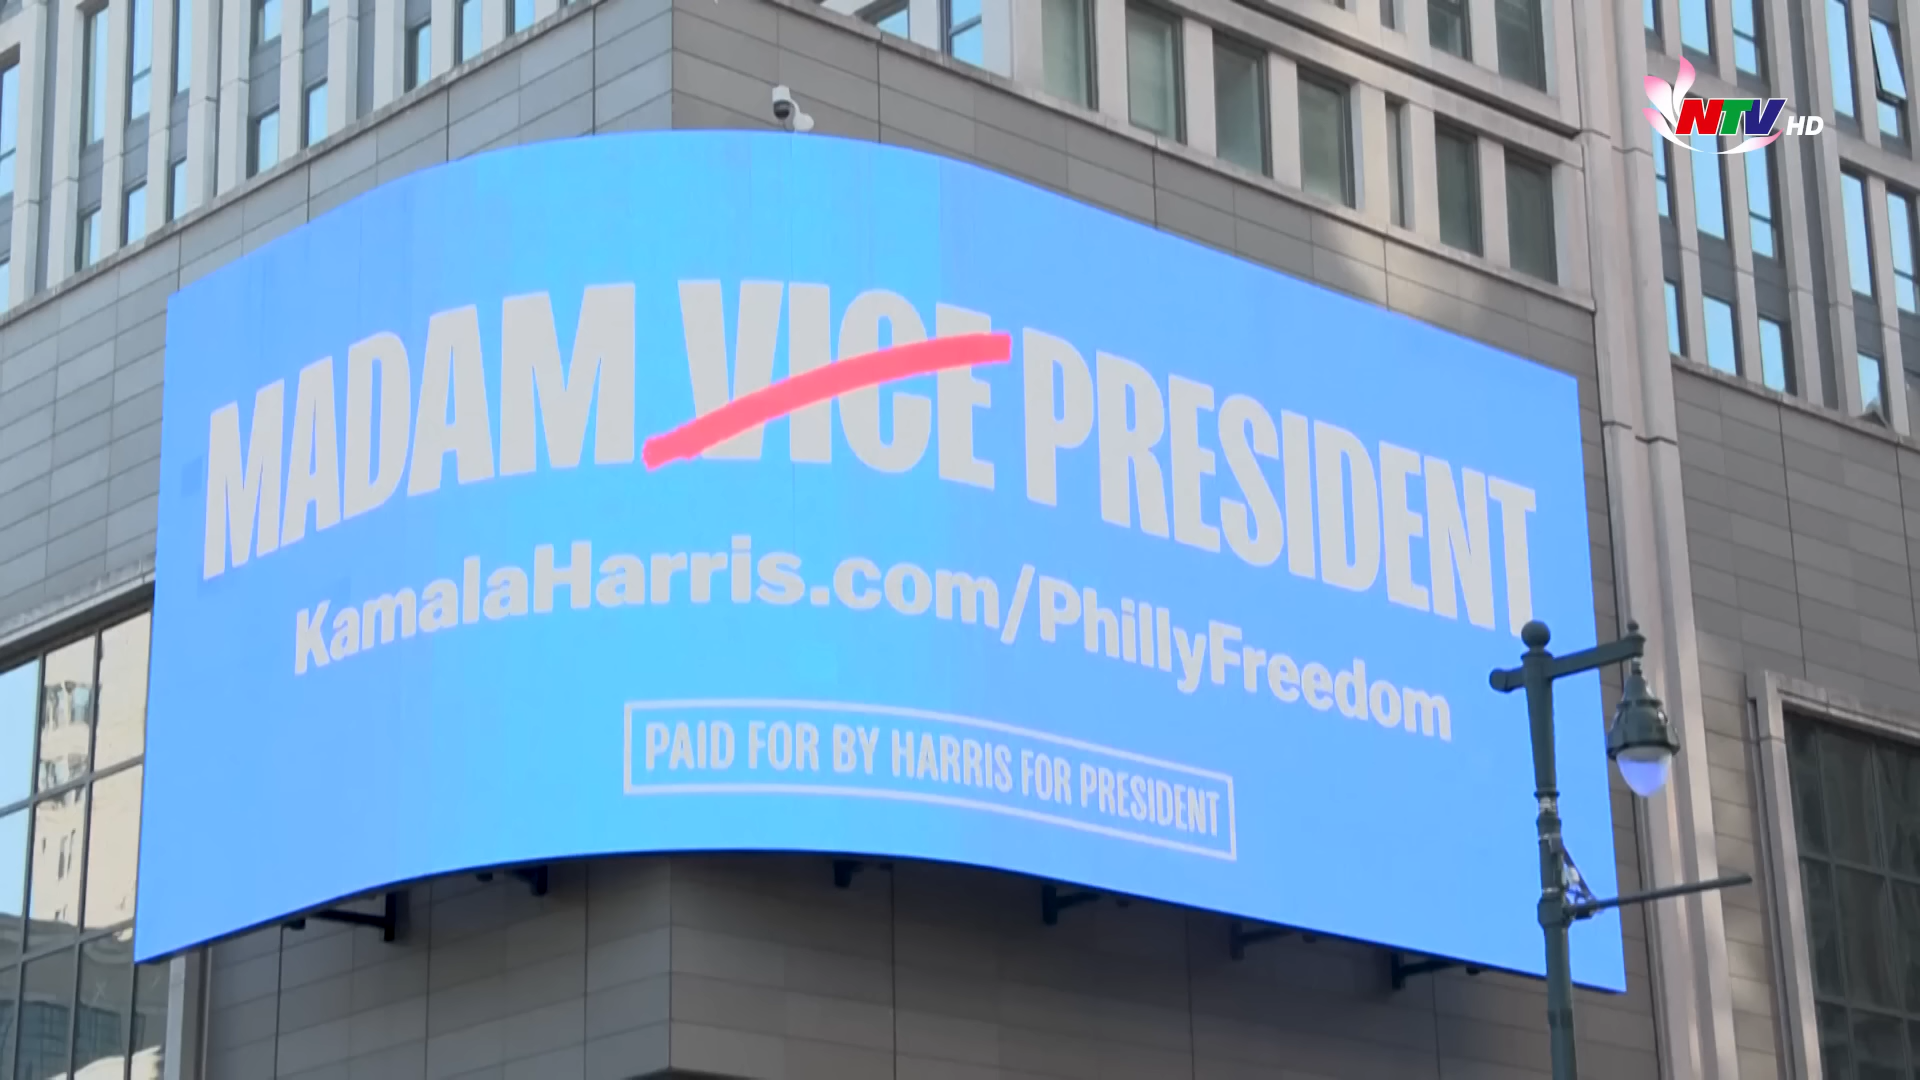 NTV HD
MADAM VICE PRESIDENT
KamalaHarris.com/PhillyFreedom
PAID FOR BY HARRIS FOR PRESIDENT